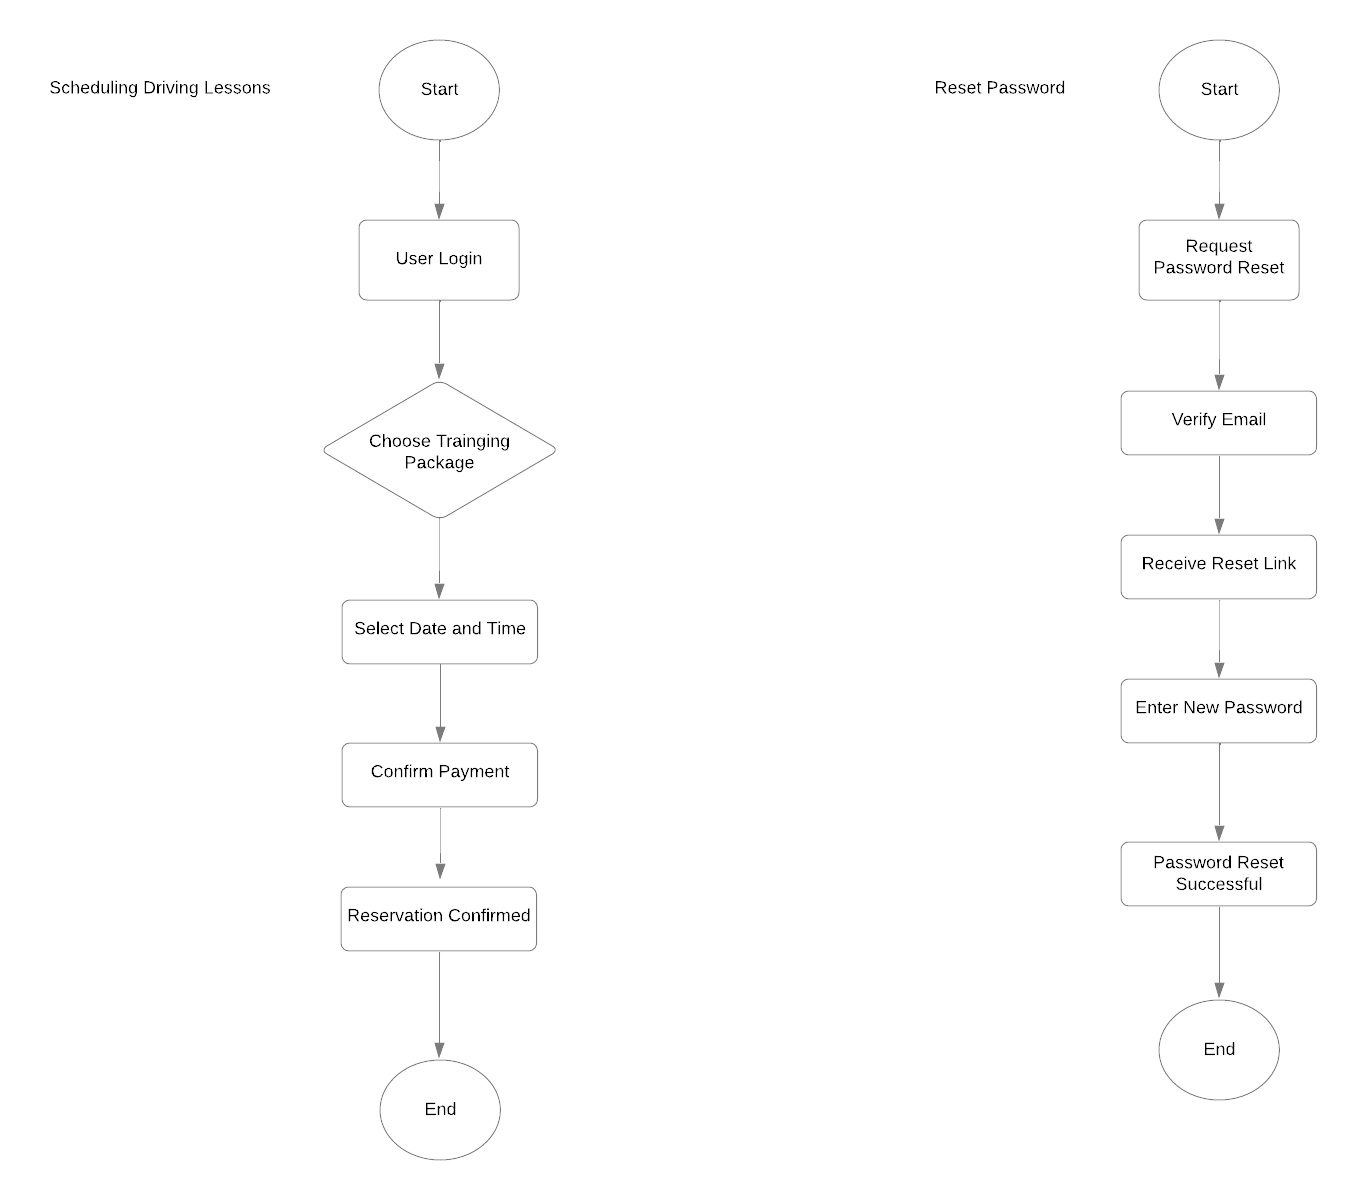 Scheduling Driving Lessons
Start
User Login
Choose Trainging
Package
Select Date and Time
Confirm Payment
Reservation Confirmed
End
Reset Password
Start
Request
Password Reset
Verify Email
Receive Reset Link
Enter New Password
Password Reset
Successful
End